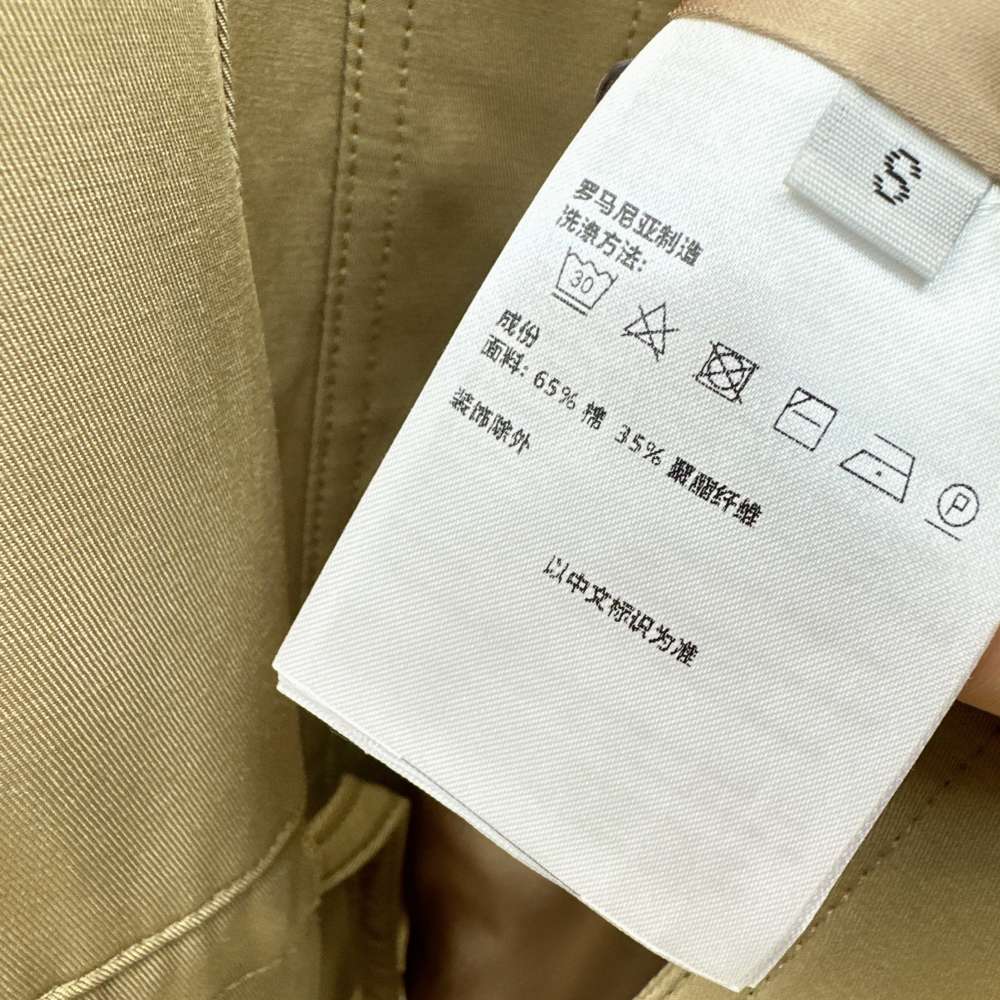 S
罗马尼亚制造
洗涤方法:
30
P
成份
面料: 65% 棉 35% 聚酯纤维
装饰除外
以中文标识为准